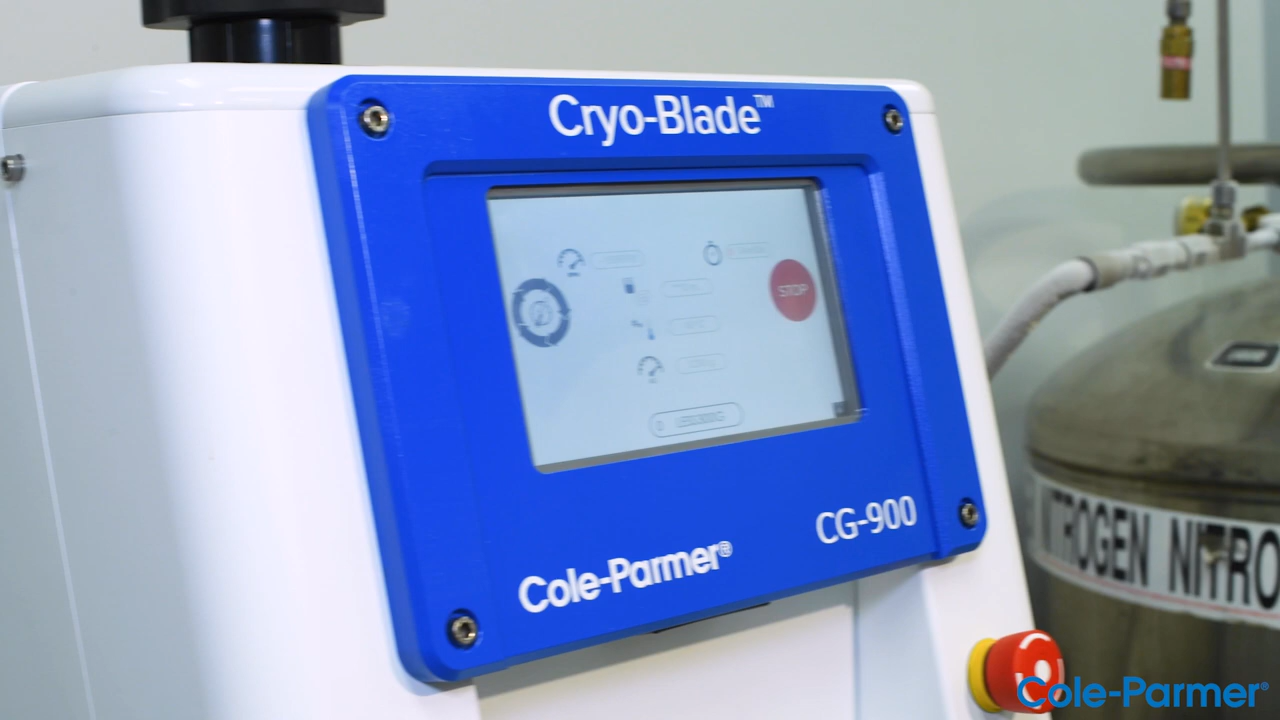 Cryo-Blade™
STOP
CG-900
Cole-Parmer®
NITROGEN NITRO
Cole-Parmer®